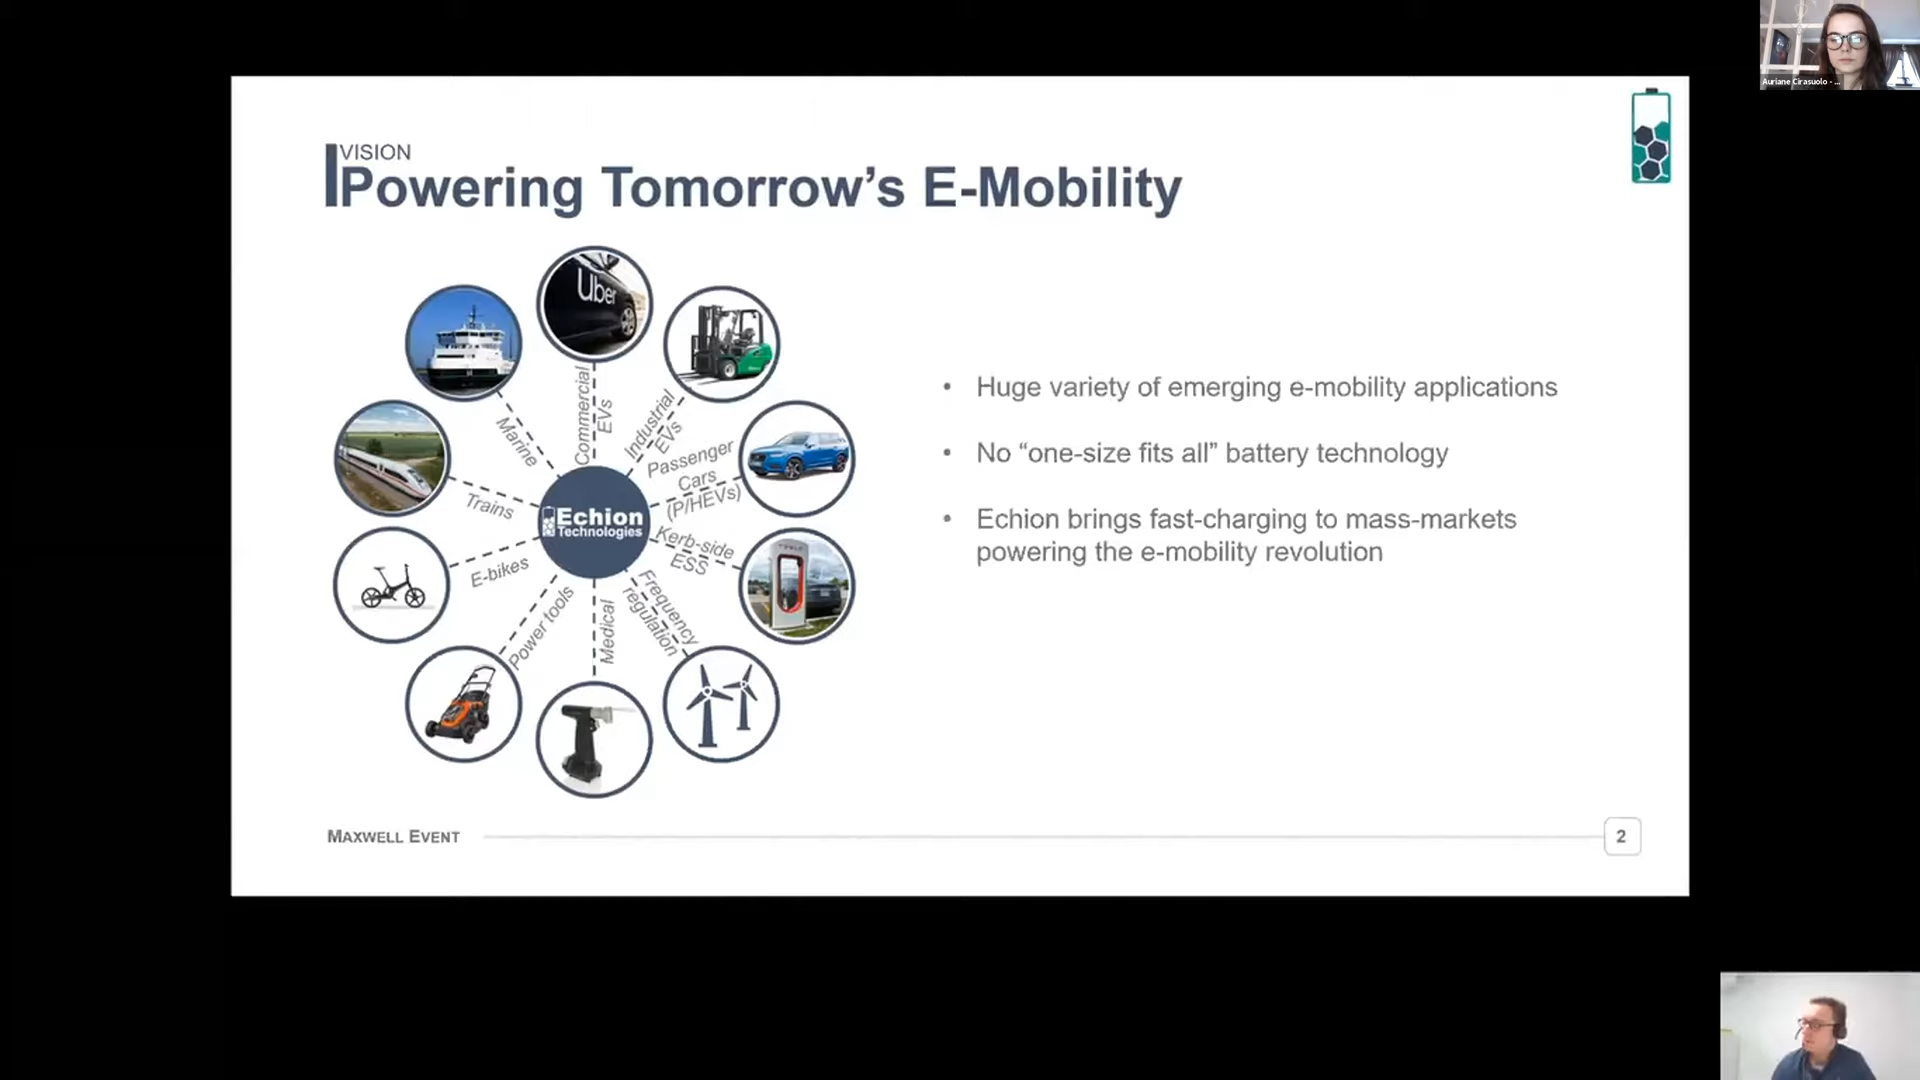 Auriane Cirasuolo - ...
VISION
Powering Tomorrow's E-Mobility
Uber
Marine
Commercial
EVs
Industrial
EVs
Passenger
Cars
(P/HEVs)
Trains
Echion
Technologies
Kerb-side
ESS
E-bikes
Power tools
Medical
Frequency
regulation
• Huge variety of emerging e-mobility applications
• No “one-size fits all” battery technology
• Echion brings fast-charging to mass-markets
powering the e-mobility revolution
MAXWELL EVENT
2